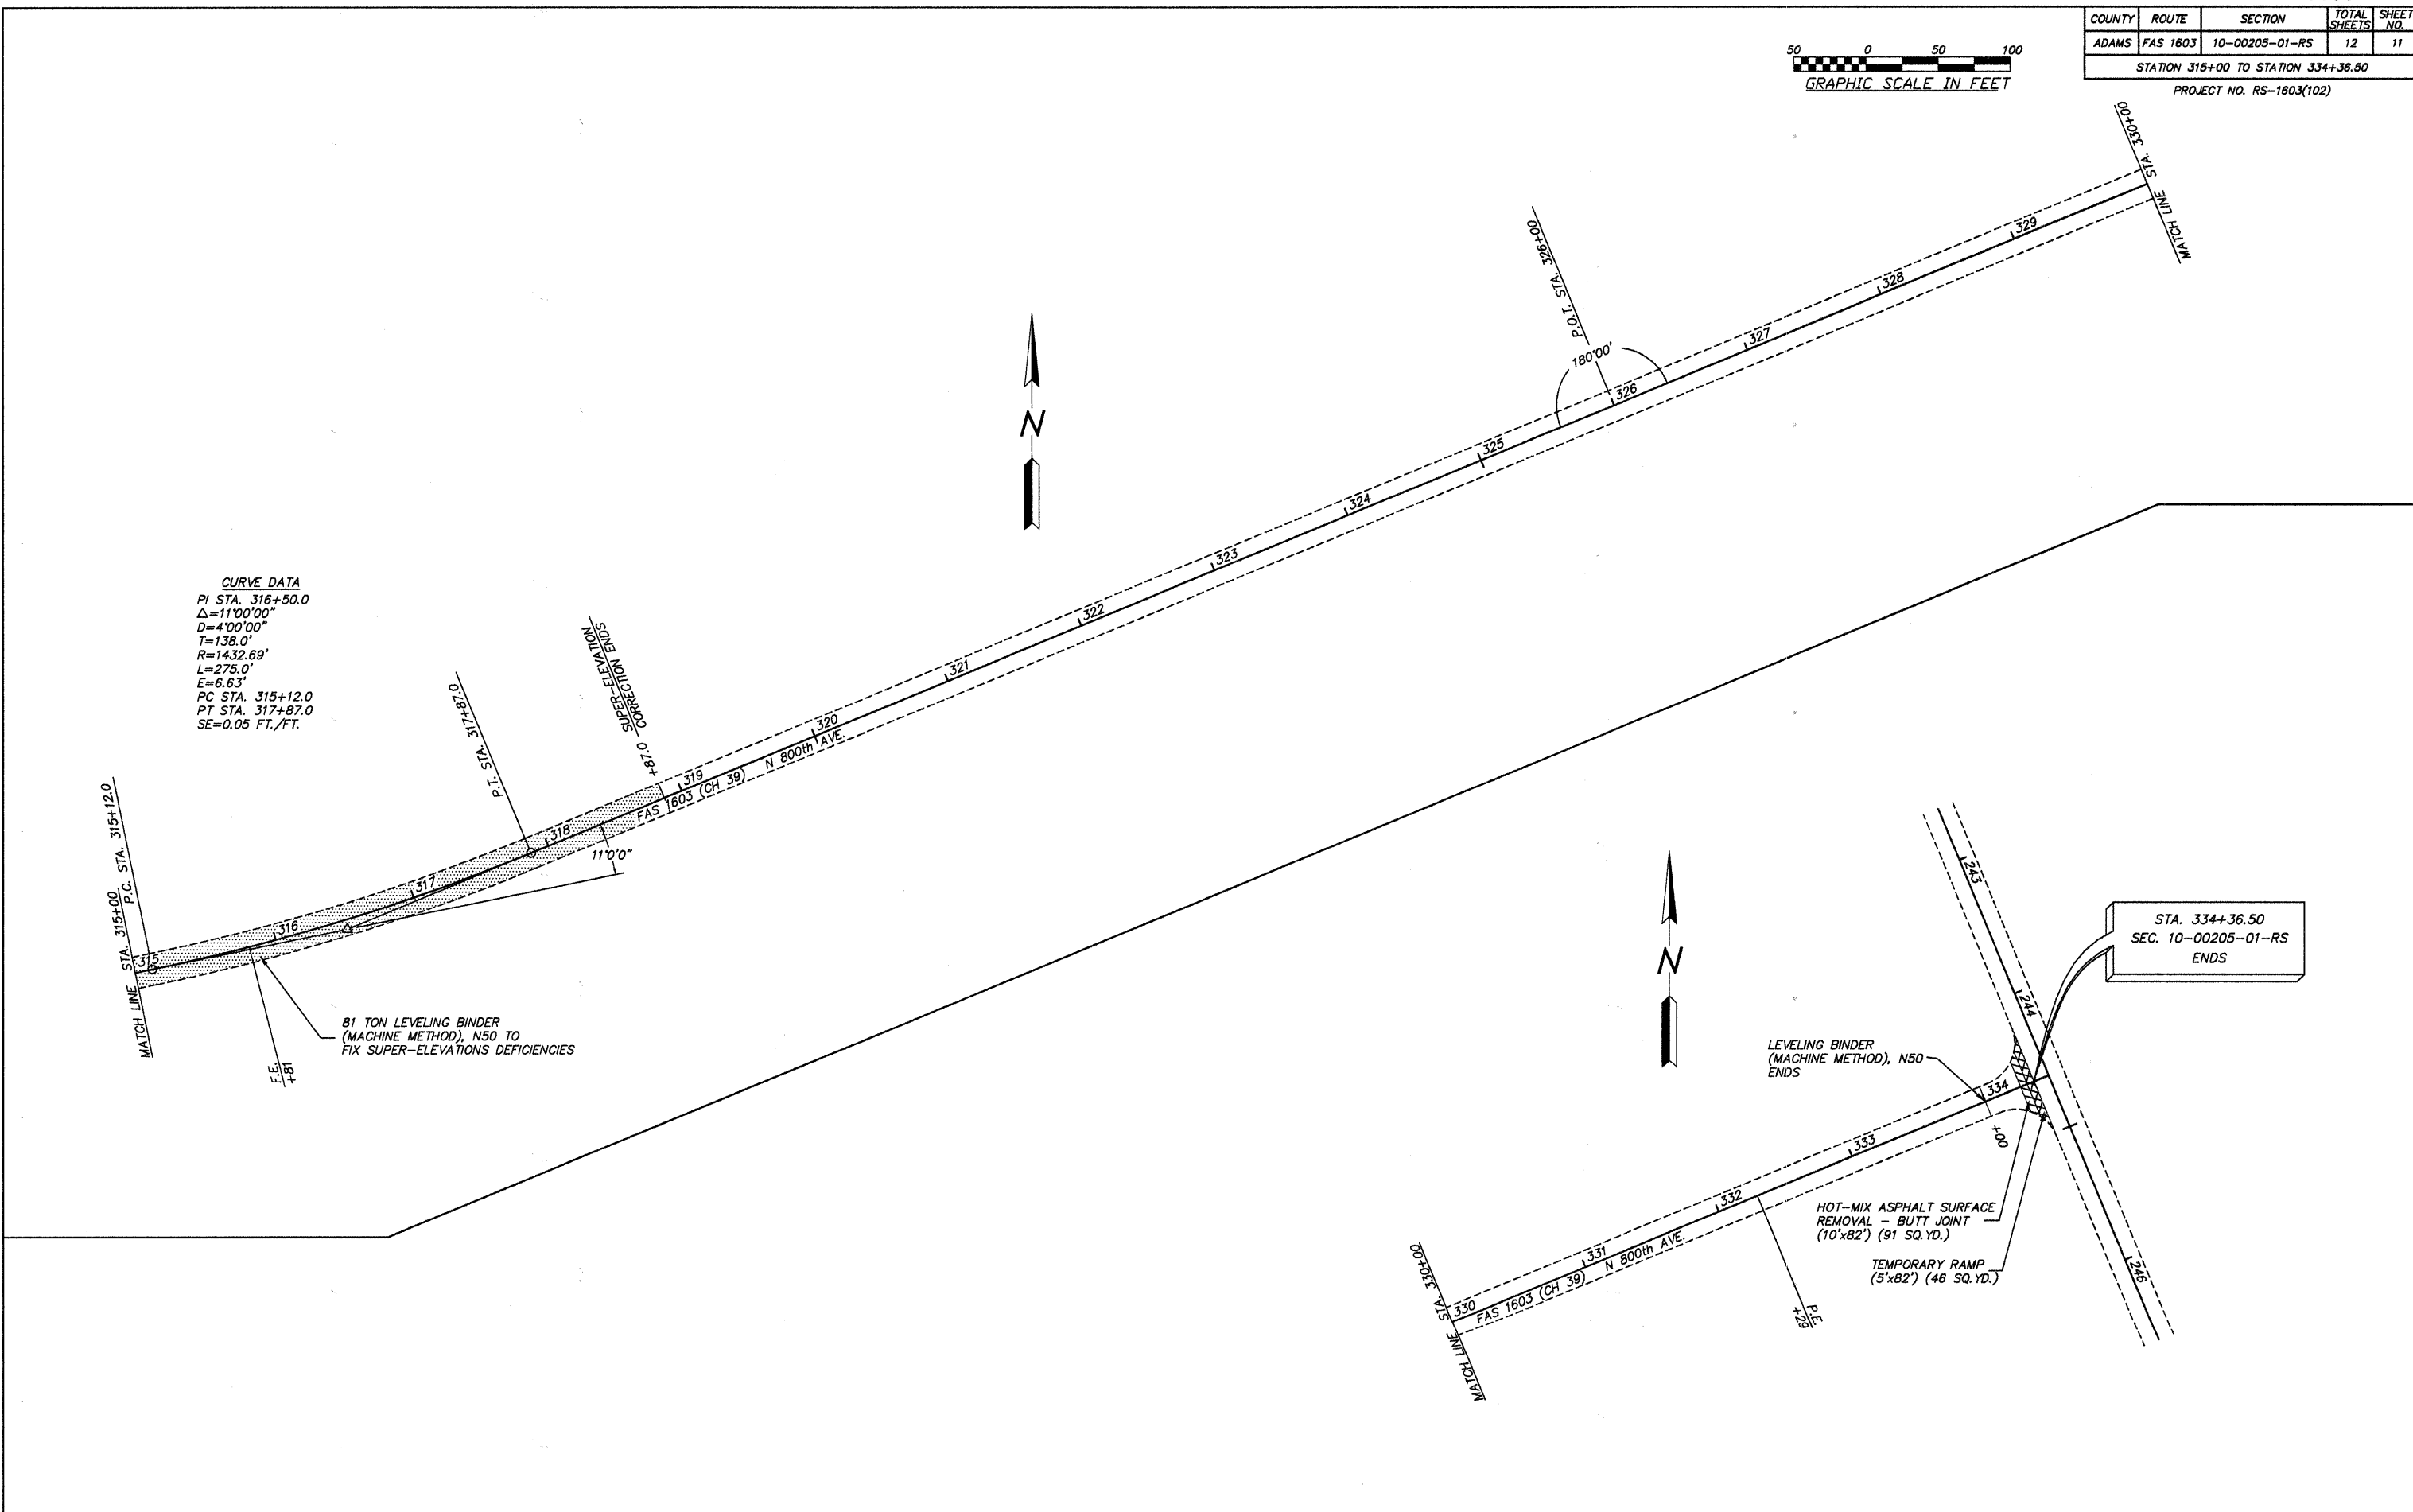 COUNTY ROUTE SECTION TOTAL SHEETS SHEET NO.
ADAMS FAS 1603 10-00205-01-RS 12 11
STATION 315+00 TO STATION 334+36.50
PROJECT NO. RS-1603(102)
50 0 50 100
GRAPHIC SCALE IN FEET
MATCH LINE STA. 330+00
329
328
327
P.O.T. STA. 326+00
180°00'
326
325
324
323
322
321
320
319
318
317
316
315
N
CURVE DATA
PI STA. 316+50.0
△=11°00'00"
D=4°00'00"
T=138.0'
R=1432.69'
L=275.0'
E=6.63'
PC STA. 315+12.0
PT STA. 317+87.0
SE=0.05 FT./FT.
SUPER-ELEVATION
+87.0 - CORRECTION ENDS
P.T. STA. 317+87.0
FAS 1603 (CH 39) N 800th AVE.
11°0'0"
P.C. STA. 315+12.0
MATCH LINE STA. 315+00
81 TON LEVELING BINDER
(MACHINE METHOD), N50 TO
FIX SUPER-ELEVATIONS DEFICIENCIES
F.E.
+81
N
243
244
246
STA. 334+36.50
SEC. 10-00205-01-RS
ENDS
LEVELING BINDER
(MACHINE METHOD), N50
ENDS
334
+00
333
332
331
330
FAS 1603 (CH 39) N 800th AVE.
MATCH LINE STA. 330+00
P.E.
+29
HOT-MIX ASPHALT SURFACE
REMOVAL - BUTT JOINT
(10'x82') (91 SQ.YD.)
TEMPORARY RAMP
(5'x82') (46 SQ.YD.)